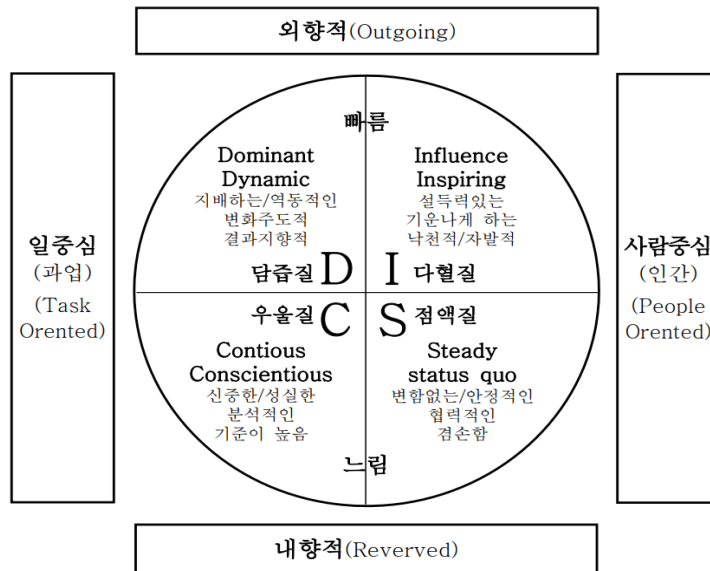 외향적(Outgoing)
빠름
Dominant
Dynamic
지배하는/역동적인
변화주도적
결과지향적
담즙질 D
Influence
Inspiring
설득력있는
기운나게 하는
낙천적/자발적
I 다혈질
일중심
(과업)
(Task
Orented)
사람중심
(인간)
(People
Orented)
우울질 C
Contious
Conscientious
신중한/성실한
분석적인
기준이 높음
S 점액질
Steady
status quo
변함없는/안정적인
협력적인
겸손함
느림
내향적(Reverved)